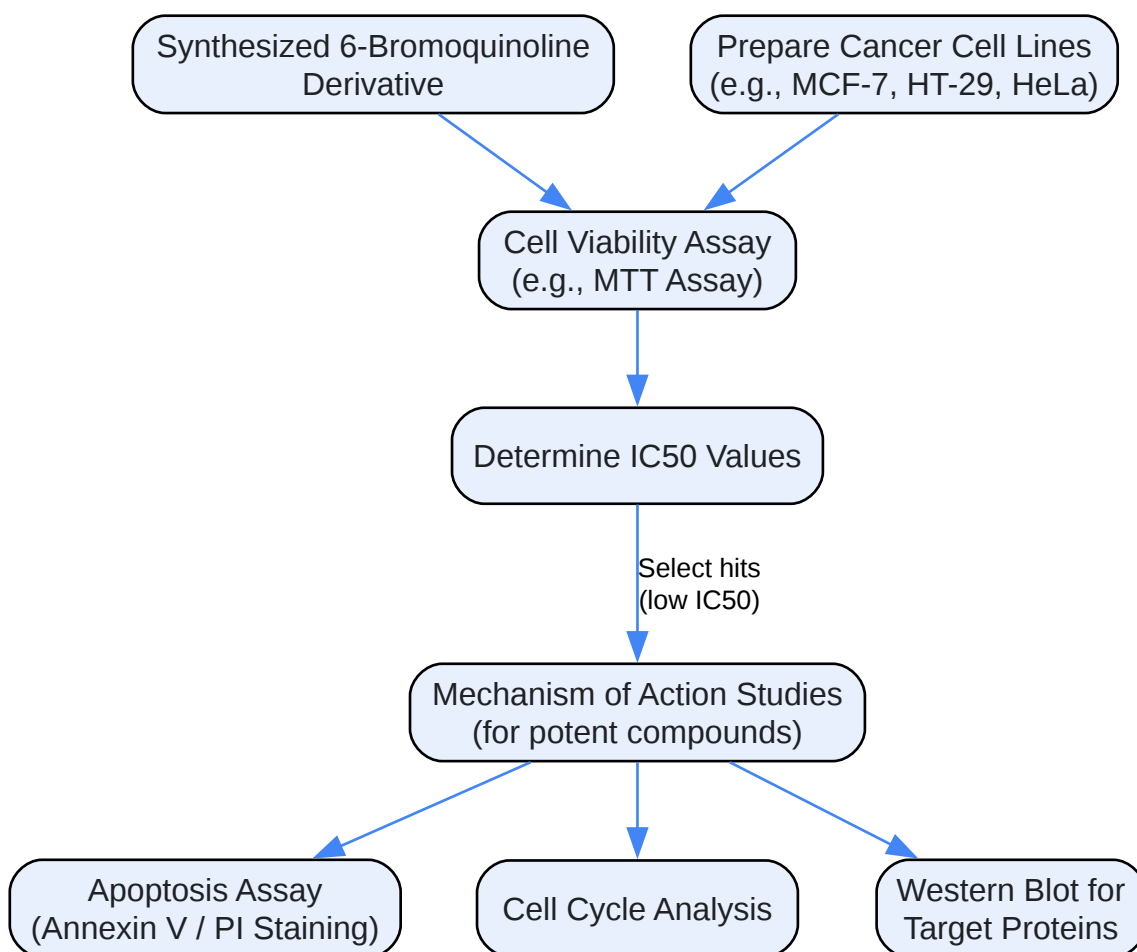 Synthesized 6-Bromoquinoline
Derivative
Prepare Cancer Cell Lines
(e.g., MCF-7, HT-29, HeLa)
Cell Viability Assay
(e.g., MTT Assay)
Determine IC50 Values
Select hits
(low IC50)
Mechanism of Action Studies
(for potent compounds)
Apoptosis Assay
(Annexin V / PI Staining)
Cell Cycle Analysis
Western Blot for
Target Proteins